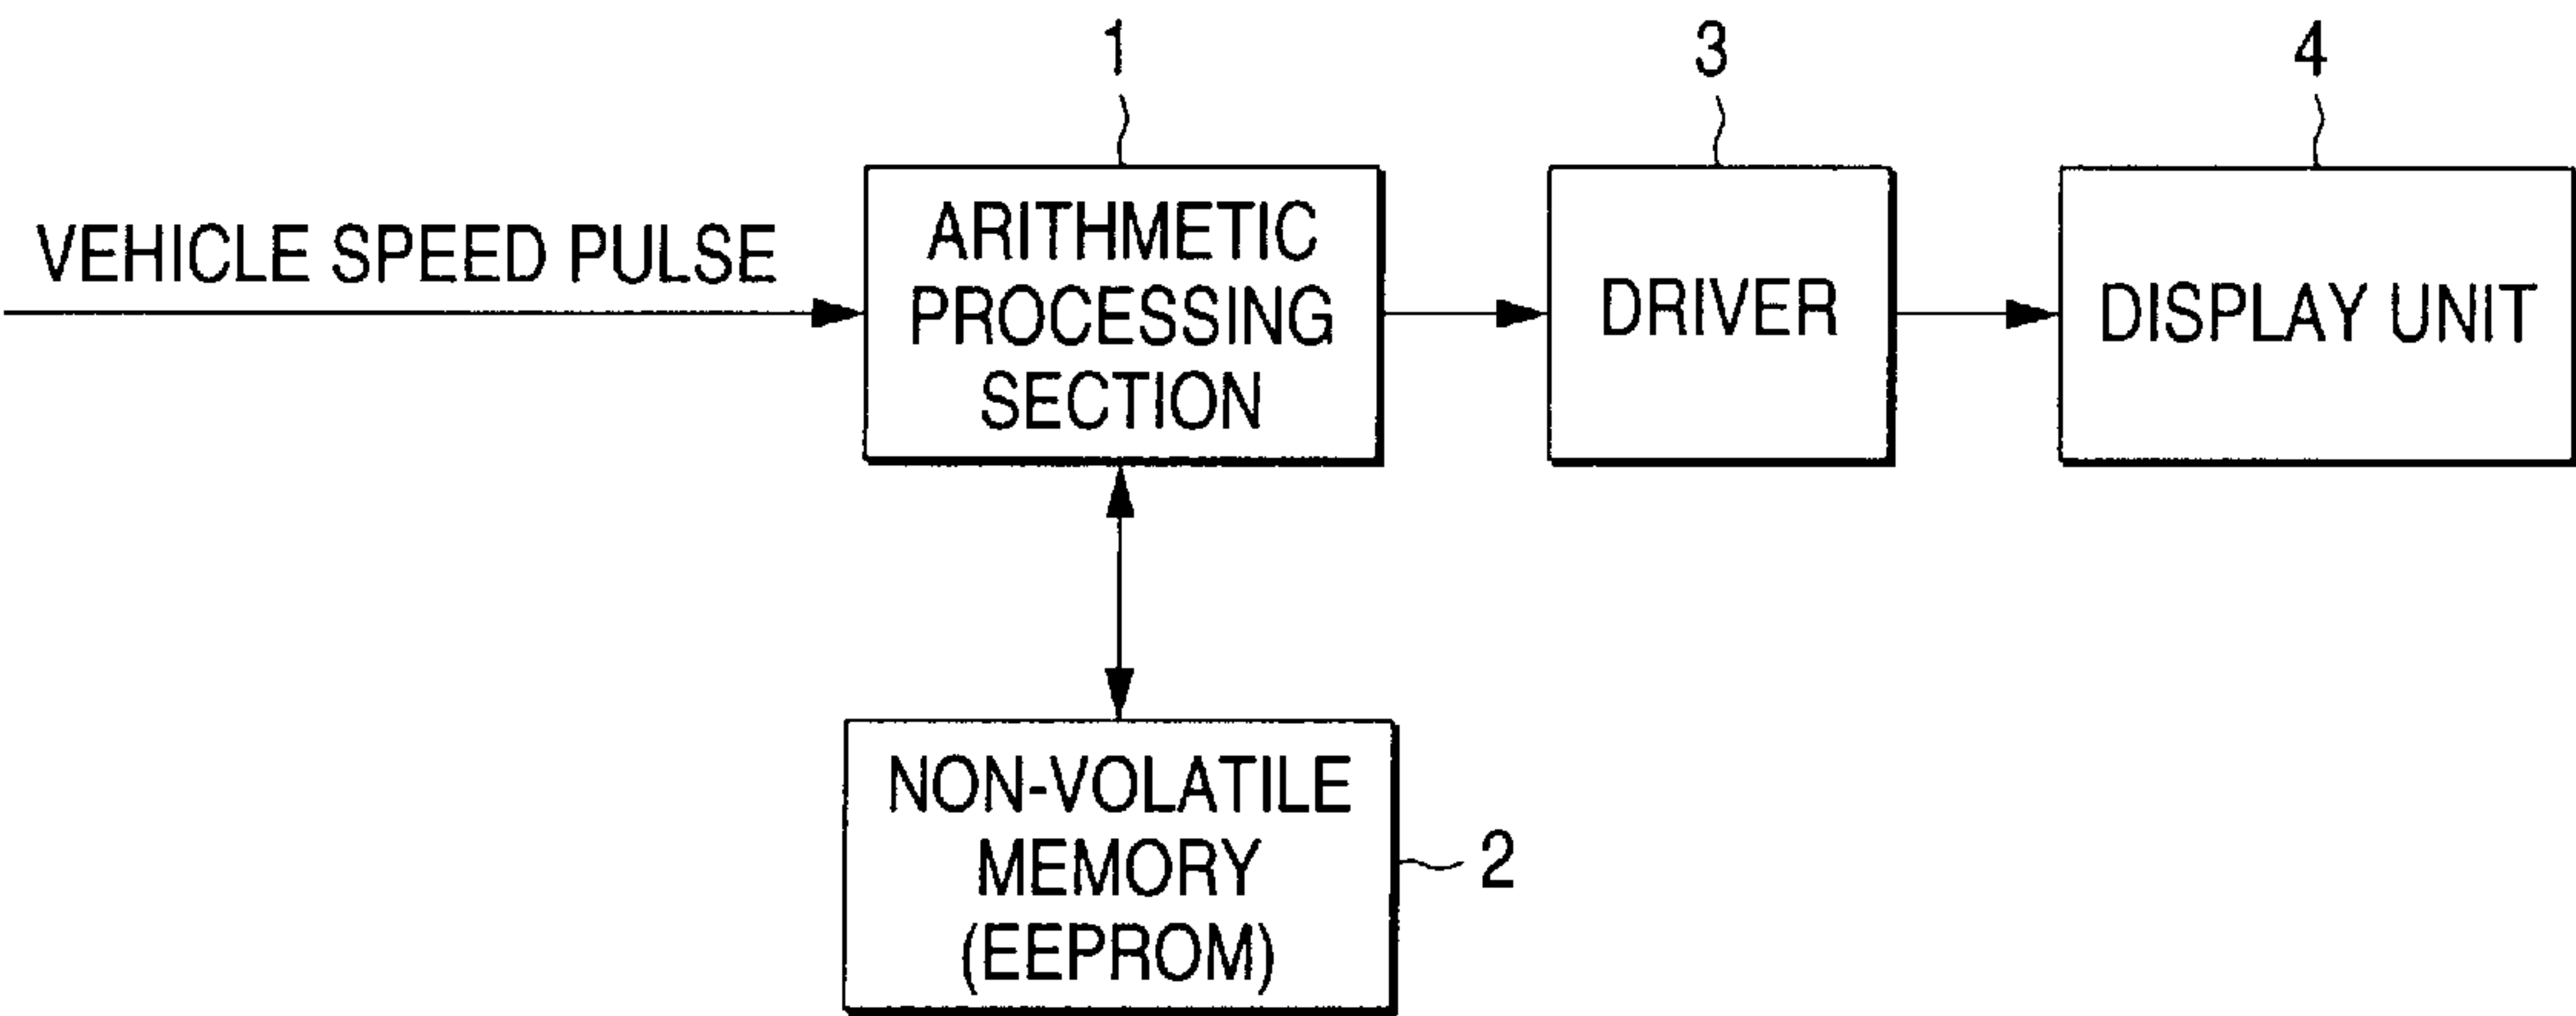 1
3
4
VEHICLE SPEED PULSE
ARITHMETIC
PROCESSING
SECTION
DRIVER
DISPLAY UNIT
NON-VOLATILE
MEMORY
(EEPROM)
2